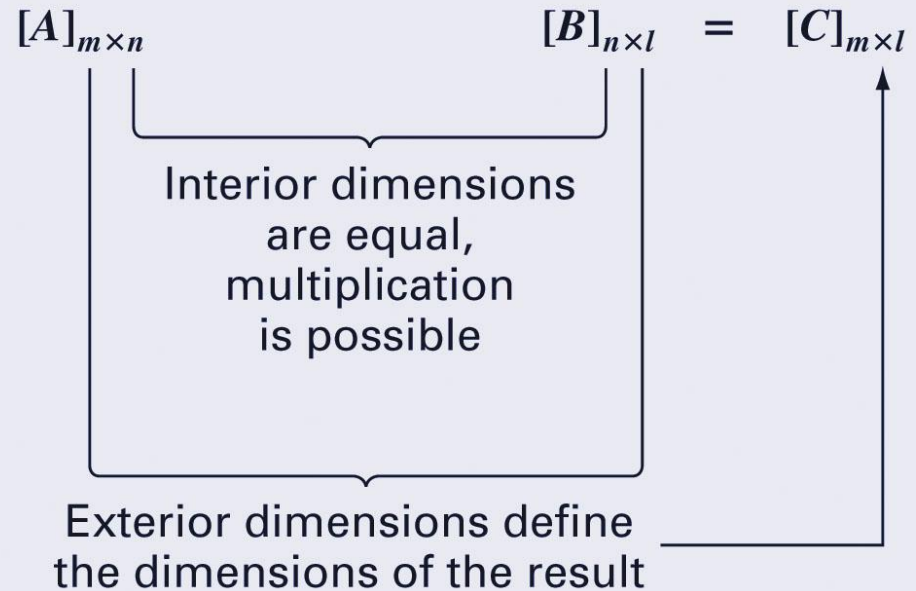 [A]m×n [B]n×l = [C]m×l
Interior dimensions
are equal,
multiplication
is possible
Exterior dimensions define
the dimensions of the result